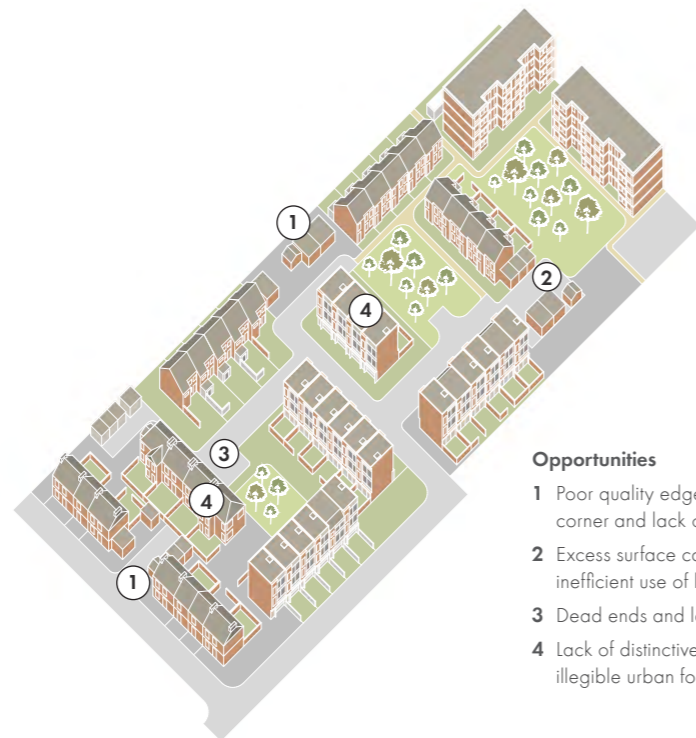 1
2
4
3
4
1
Opportunities
1 Poor quality edge
corner and lack
2 Excess surface
inefficient use of
3 Dead ends and
4 Lack of distinctive
illegible urban